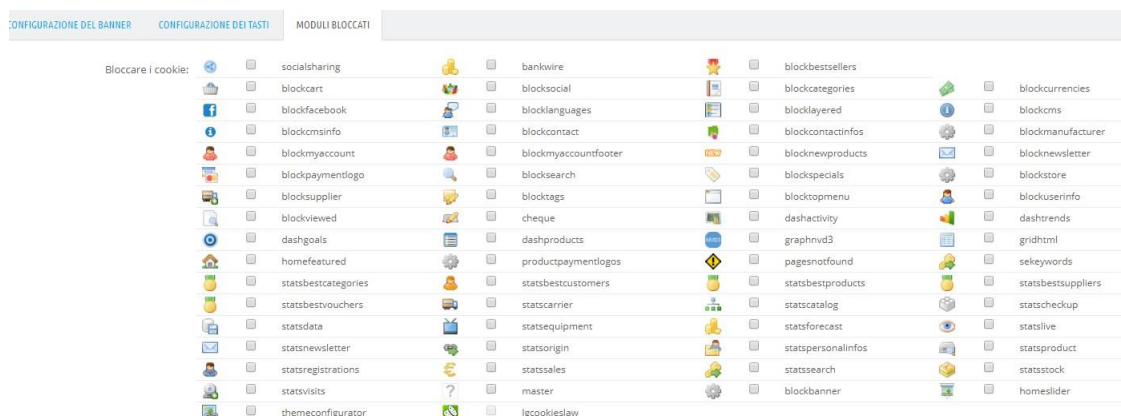 CONFIGURAZIONE DEL BANNER CONFIGURAZIONE DEI TASTI MODULI BLOCCATI
Bloccare i cookie: socialsharing bankwire blockbestsellers
blockcart blocksocial blockcategories blockcurrencies
blockfacebook blocklanguages blocklayered blockcms
blockcmsinfo blockcontact blockcontactinfos blockmanufacturer
blockmyaccount blockmyaccountfooter blocknewproducts blocknewsletter
blockpaymentlogo blocksearch blockspecials blockstore
blocksupplier blocktags blocktopmenu blockuserinfo
blockviewed cheque dashactivity dashtrends
dashgoals dashproducts graphnvd3 gridhtml
homefeatured productpaymentlogos pagesnotfound sekeywords
statsbestcategories statsbestcustomers statsbestproducts statsbestsuppliers
statsbestvouchers statscarrier statscatalog statscheckup
statsdata statsequipment statsforecast statslive
statsnewsletter statsorigin statspersonalinfos statsproduct
statsregistrations statssales statssearch statsstock
statsvisits master blockbanner homeslider
themeconfigurator lgcookieslaw